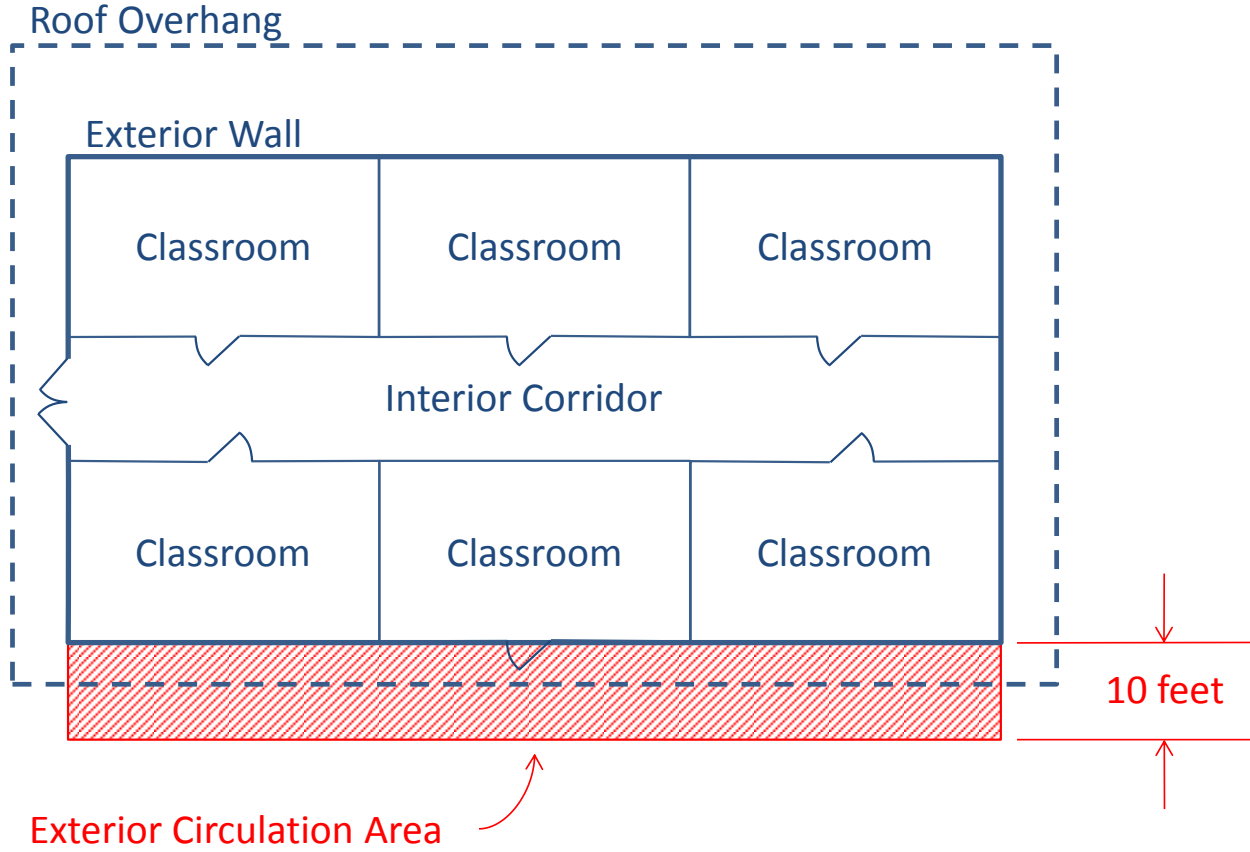 Roof Overhang
Exterior Wall
Classroom
Classroom
Classroom
Interior Corridor
Classroom
Classroom
Classroom
10 feet
Exterior Circulation Area